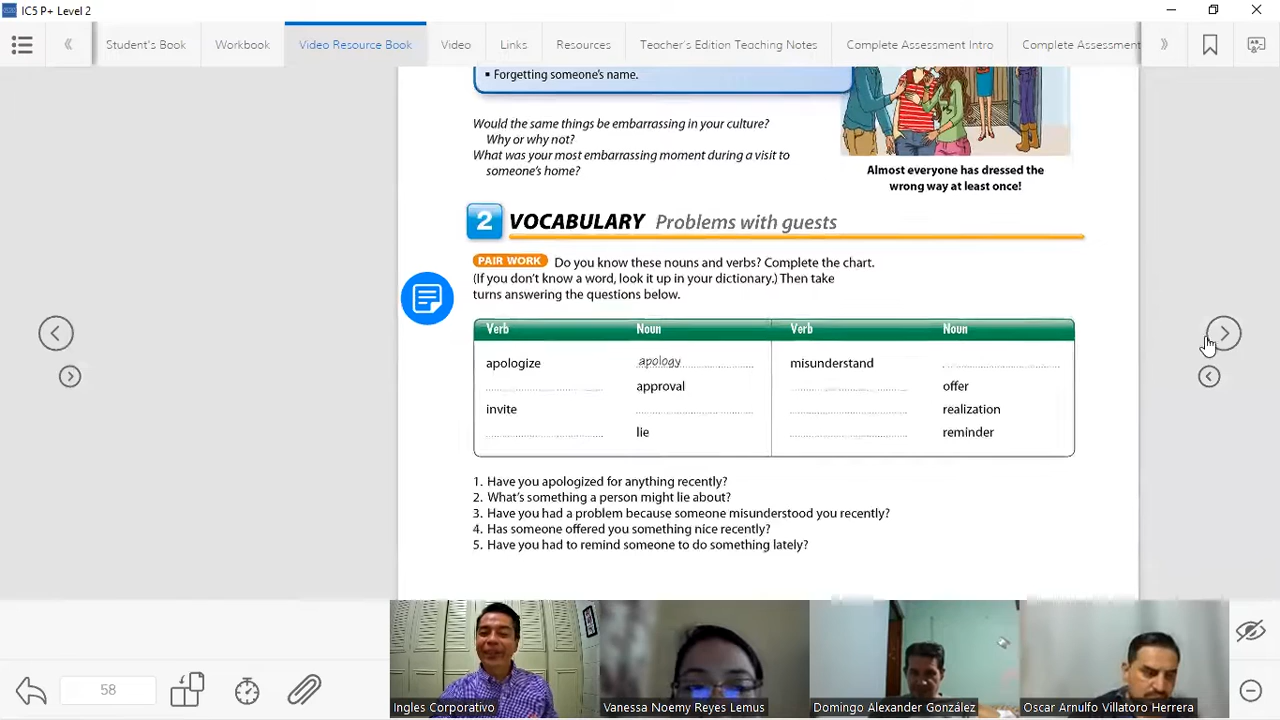 IC5 P+ Level 2
Student's Book Workbook Video Resource Book Video Links Resources Teacher's Edition Teaching Notes Complete Assessment Intro Complete Assessment
▪ Forgetting someone's name.
Would the same things be embarrassing in your culture?
Why or why not?
What was your most embarrassing moment during a visit to
someone's home?
Almost everyone has dressed the
wrong way at least once!
2 VOCABULARY Problems with guests
PAIR WORK Do you know these nouns and verbs? Complete the chart.
(If you don't know a word, look it up in your dictionary.) Then take
turns answering the questions below.
Verb Noun Verb Noun
apologize apology misunderstand
approval offer
invite realization
lie reminder
1. Have you apologized for anything recently?
2. What's something a person might lie about?
3. Have you had a problem because someone misunderstood you recently?
4. Has someone offered you something nice recently?
5. Have you had to remind someone to do something lately?
58
Ingles Corporativo Vanessa Noemy Reyes Lemus Domingo Alexander González Oscar Arnulfo Villatoro Herrera